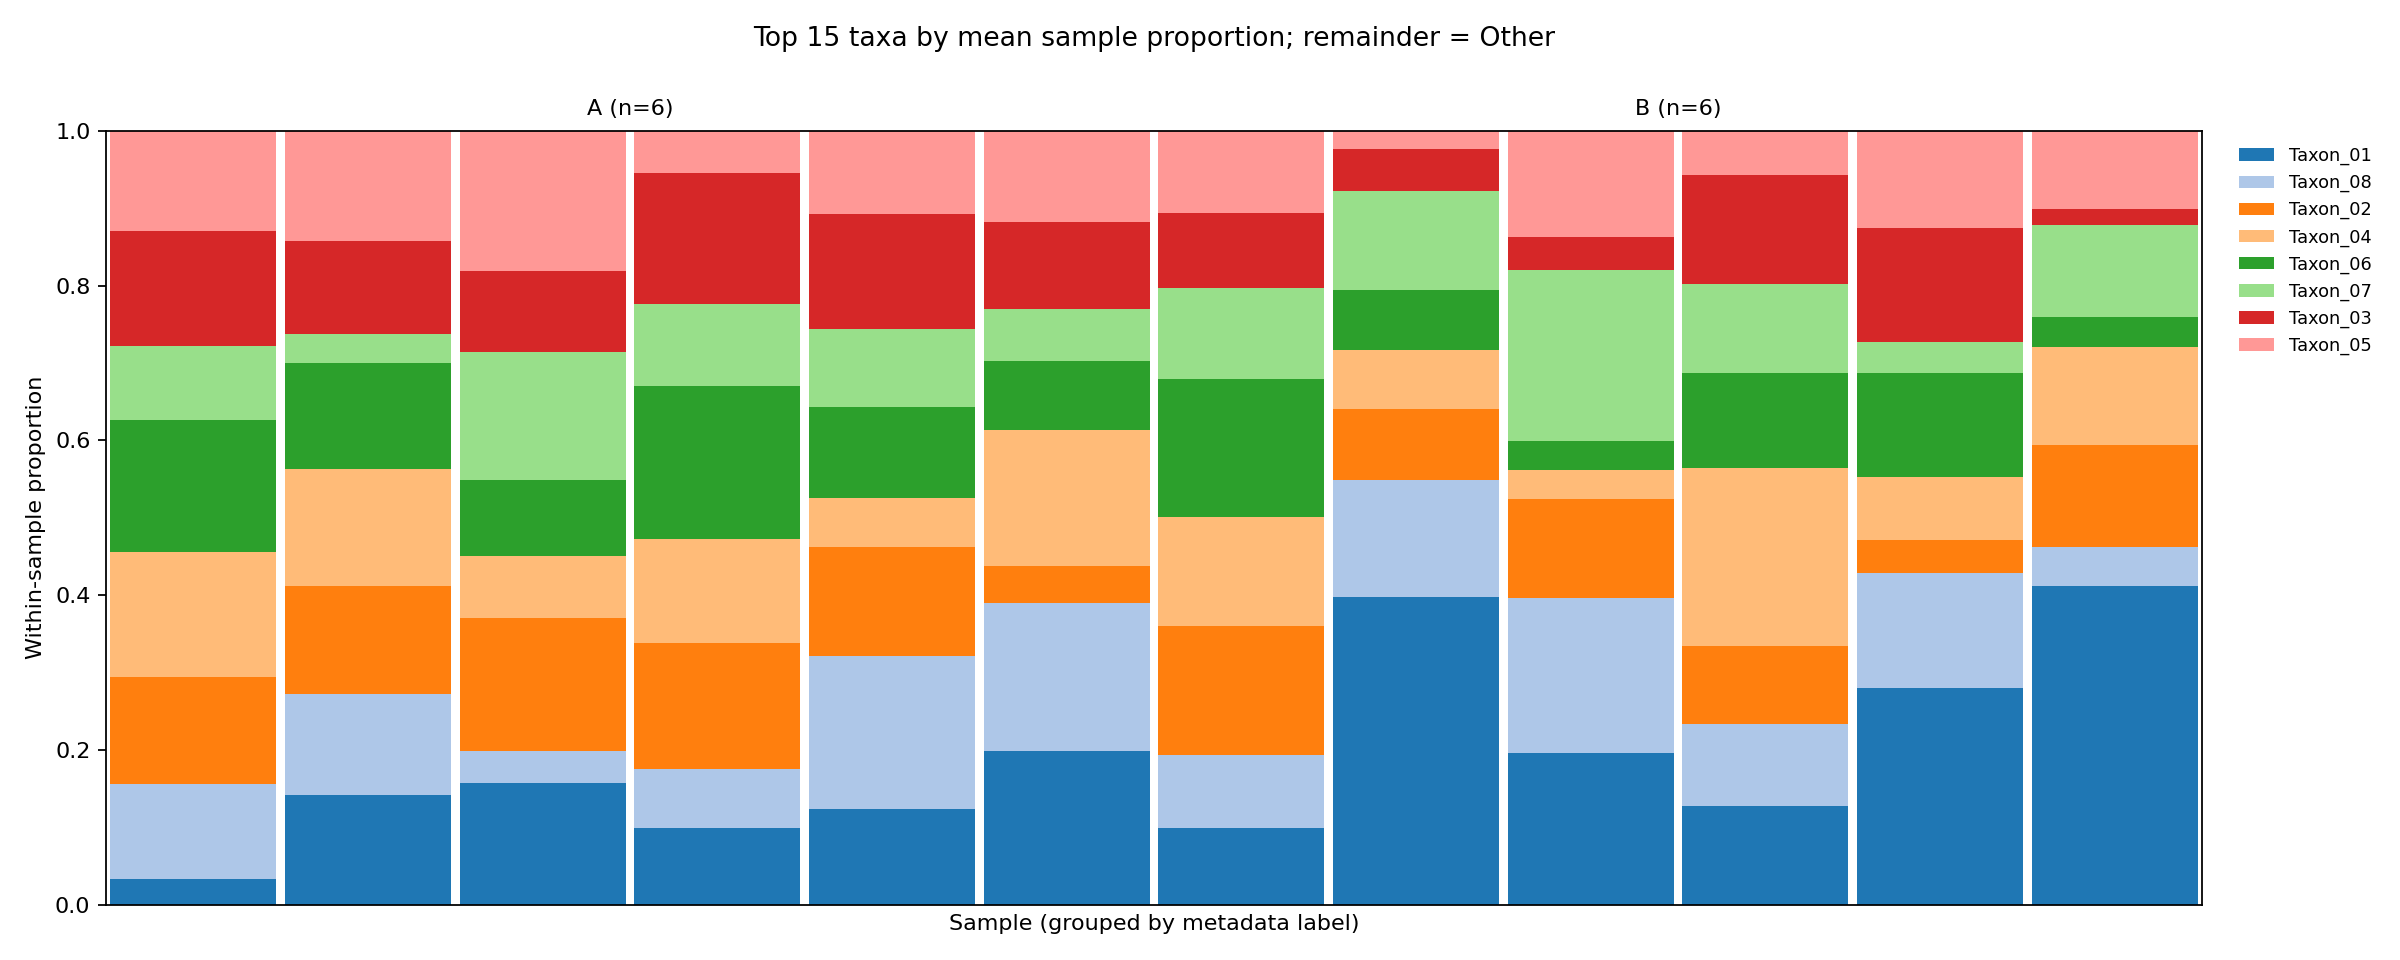 Top 15 taxa by mean sample proportion; remainder = Other
A (n=6)
B (n=6)
1.0
0.8
0.6
0.4
0.2
0.0
Within-sample proportion
Sample (grouped by metadata label)
Taxon_01
Taxon_08
Taxon_02
Taxon_04
Taxon_06
Taxon_07
Taxon_03
Taxon_05